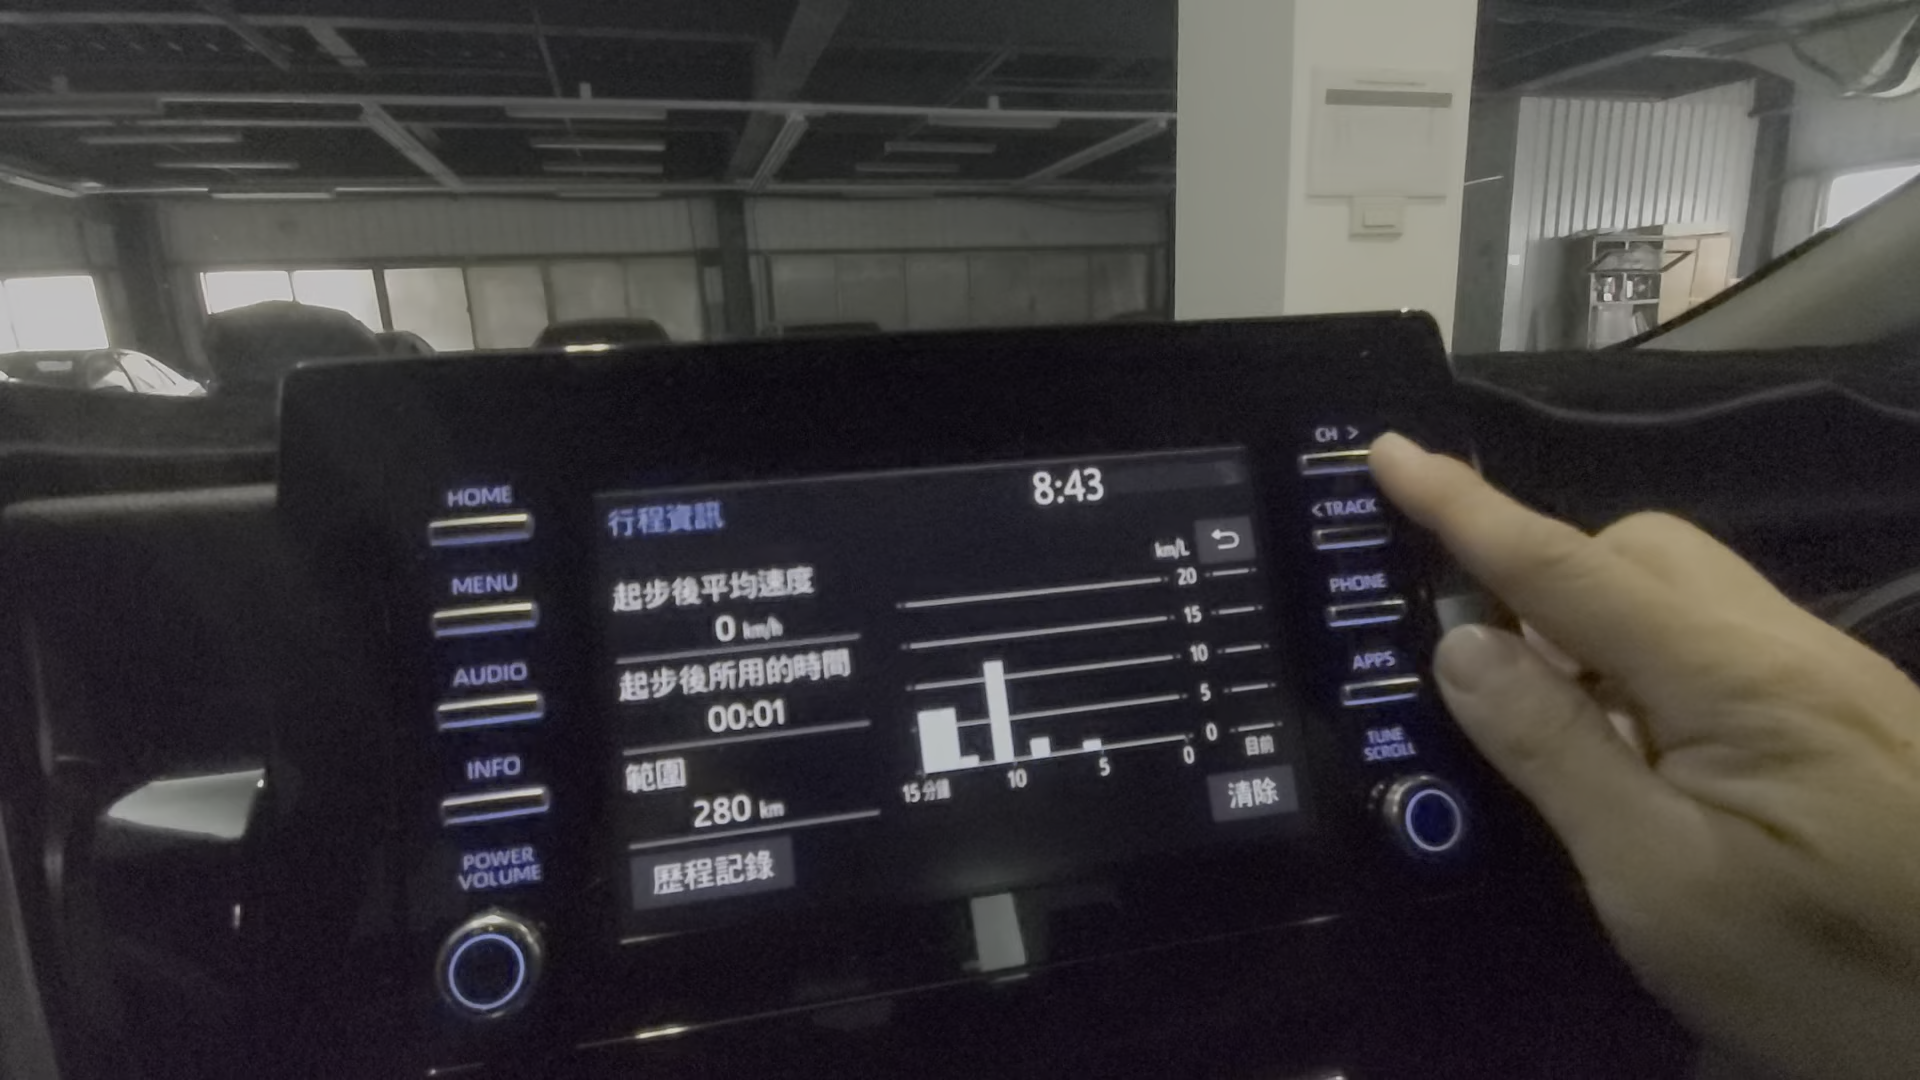 HOME
MENU
AUDIO
INFO
POWER
VOLUME
行程資訊
8:43
起步後平均速度
0 km/h
起步後所用的時間
00:01
範圍
280 km
歷程記錄
km/L
20
15
10
5
0
目前
15 分鐘
10
5
0
清除
CH >
< TRACK
PHONE
APPS
TUNE
SCROLL